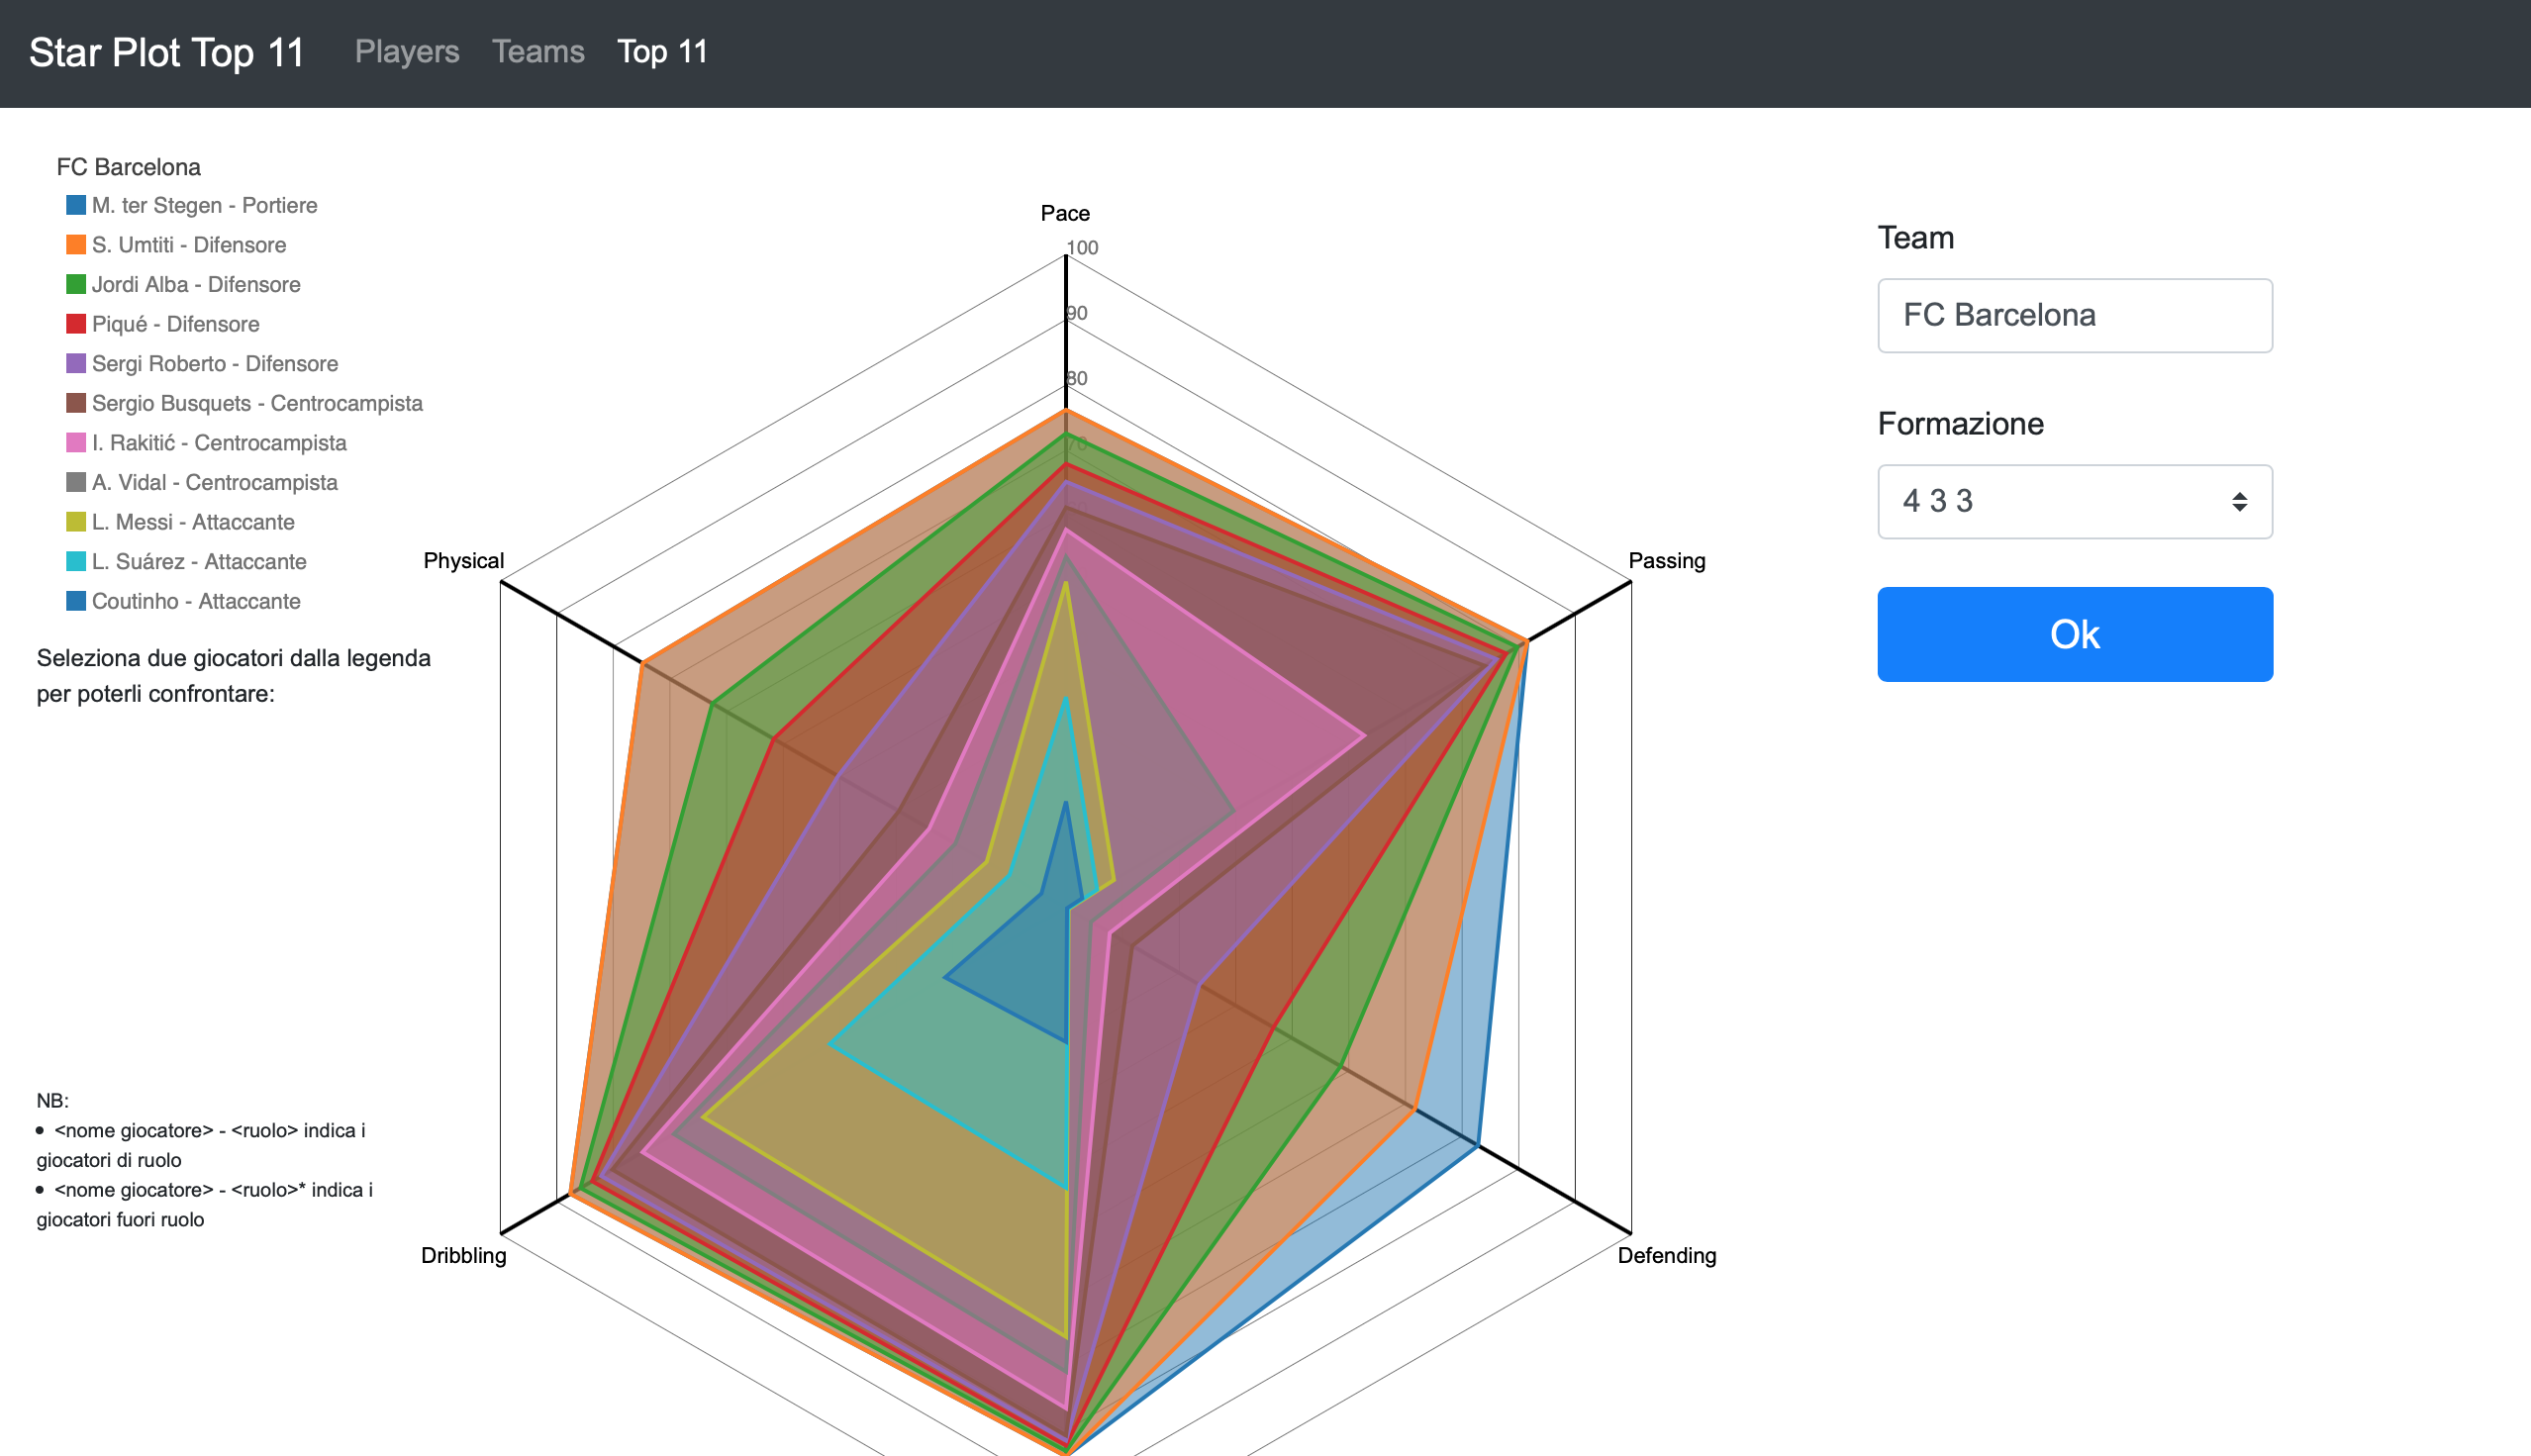 Star Plot Top 11
Players
Teams
Top 11
FC Barcelona
M. ter Stegen - Portiere
S. Umtiti - Difensore
Jordi Alba - Difensore
Piqué - Difensore
Sergi Roberto - Difensore
Sergio Busquets - Centrocampista
I. Rakitić - Centrocampista
A. Vidal - Centrocampista
L. Messi - Attaccante
L. Suárez - Attaccante
Coutinho - Attaccante
Seleziona due giocatori dalla legenda
per poterli confrontare:
NB:
• <nome giocatore> - <ruolo> indica i
giocatori di ruolo
• <nome giocatore> - <ruolo>* indica i
giocatori fuori ruolo
Pace
100
90
80
70
Physical
Passing
Dribbling
Defending
Team
FC Barcelona
Formazione
4 3 3
Ok